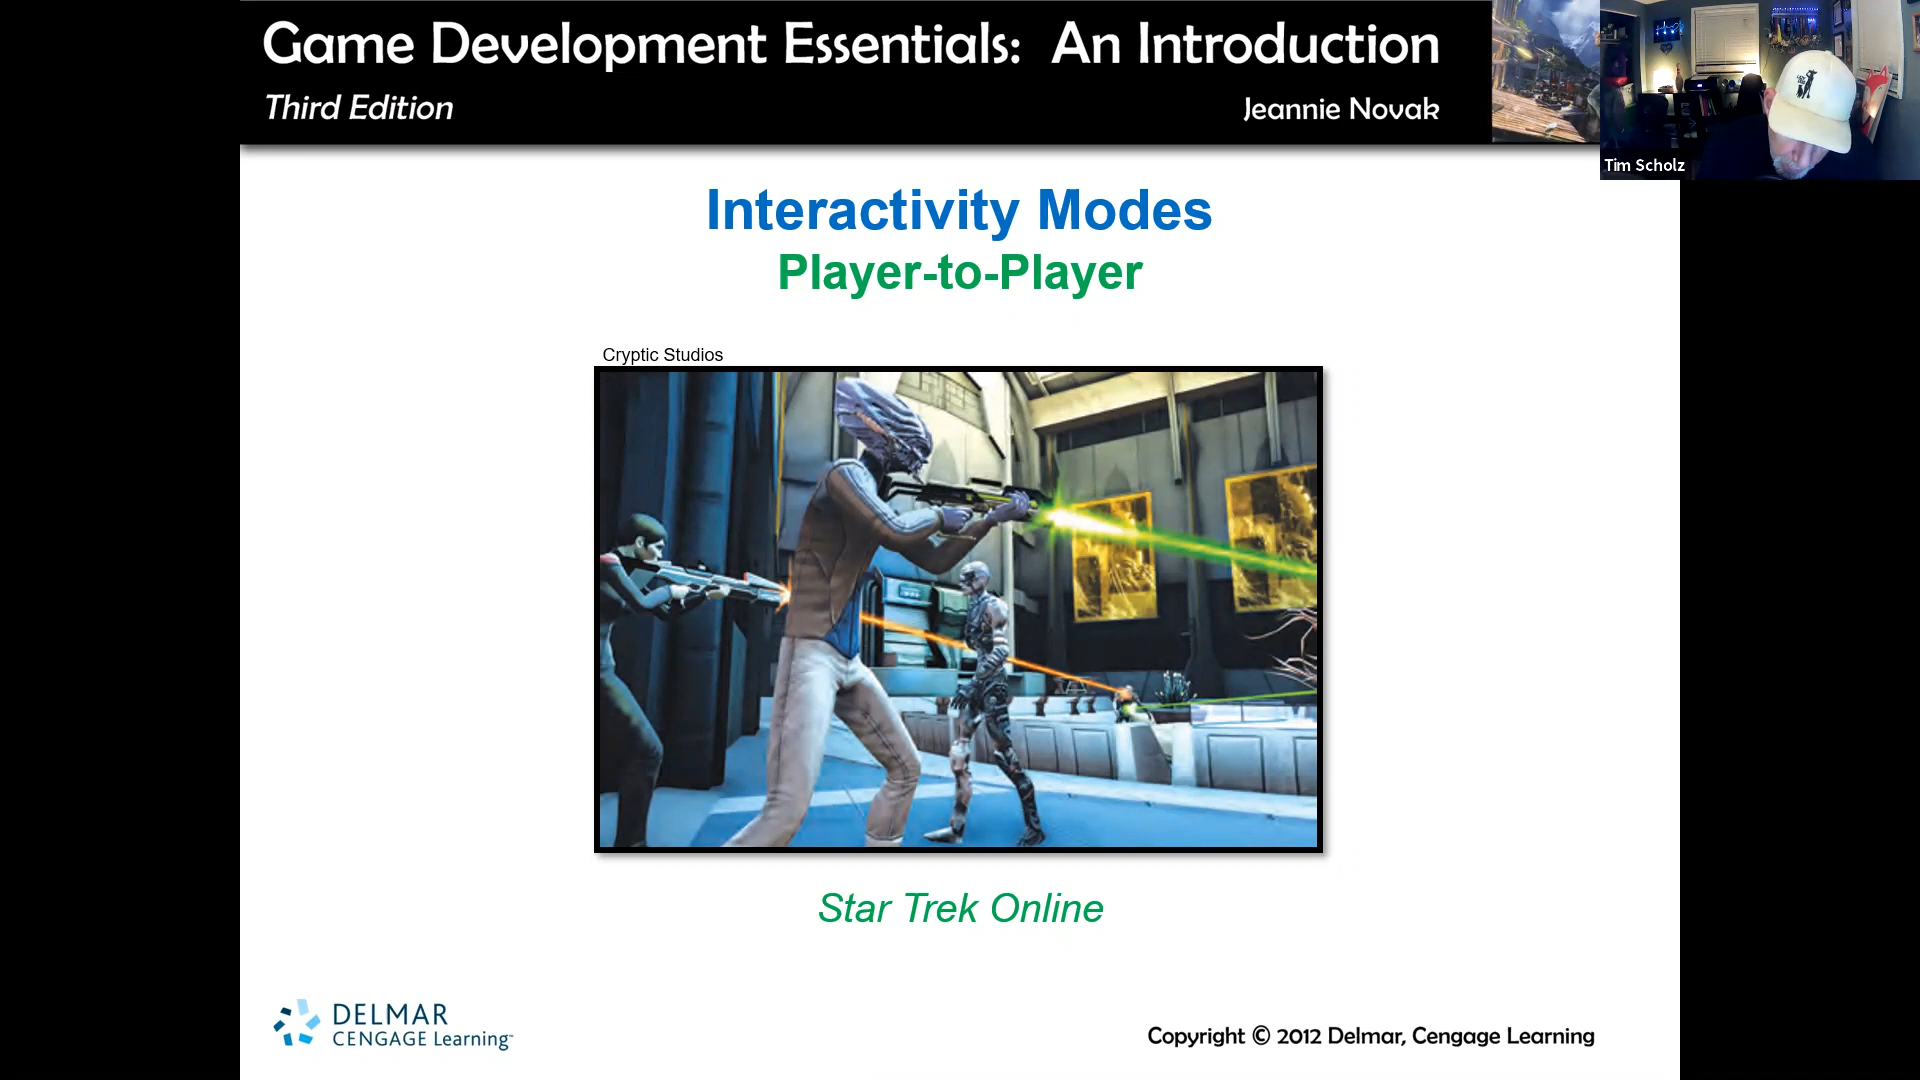 Game Development Essentials: An Introduction
Third Edition
Jeannie Novak
Tim Scholz
Interactivity Modes
Player-to-Player
Cryptic Studios
Star Trek Online
DELMAR
CENGAGE Learning™
Copyright © 2012 Delmar, Cengage Learning